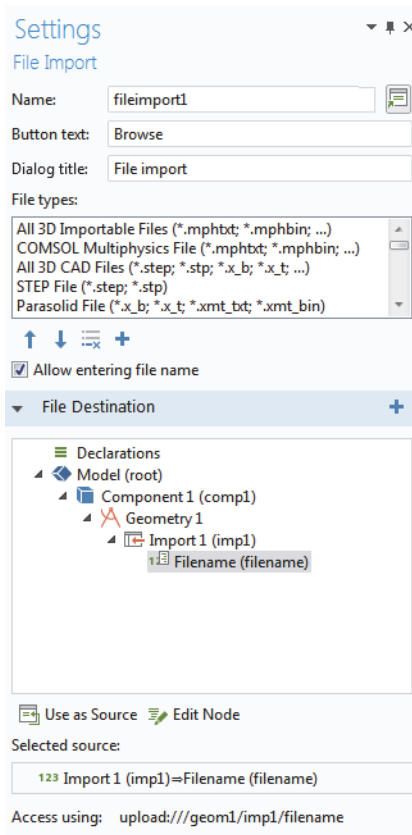 Settings
File Import
Name: fileimport1
Button text: Browse
Dialog title: File import
File types:
All 3D Importable Files (*.mphtxt; *.mphbin; ...)
COMSOL Multiphysics File (*.mphtxt; *.mphbin; ...)
All 3D CAD Files (*.step; *.stp; *.x_b; *.x_t; ...)
STEP File (*.step; *.stp)
Parasolid File (*.x_b; *.x_t; *.xmt_txt; *.xmt_bin)
Allow entering file name
File Destination
Declarations
Model (root)
Component 1 (comp1)
Geometry 1
Import 1 (imp1)
Filename (filename)
Use as Source Edit Node
Selected source:
123 Import 1 (imp1)⇒Filename (filename)
Access using: upload:///geom1/imp1/filename